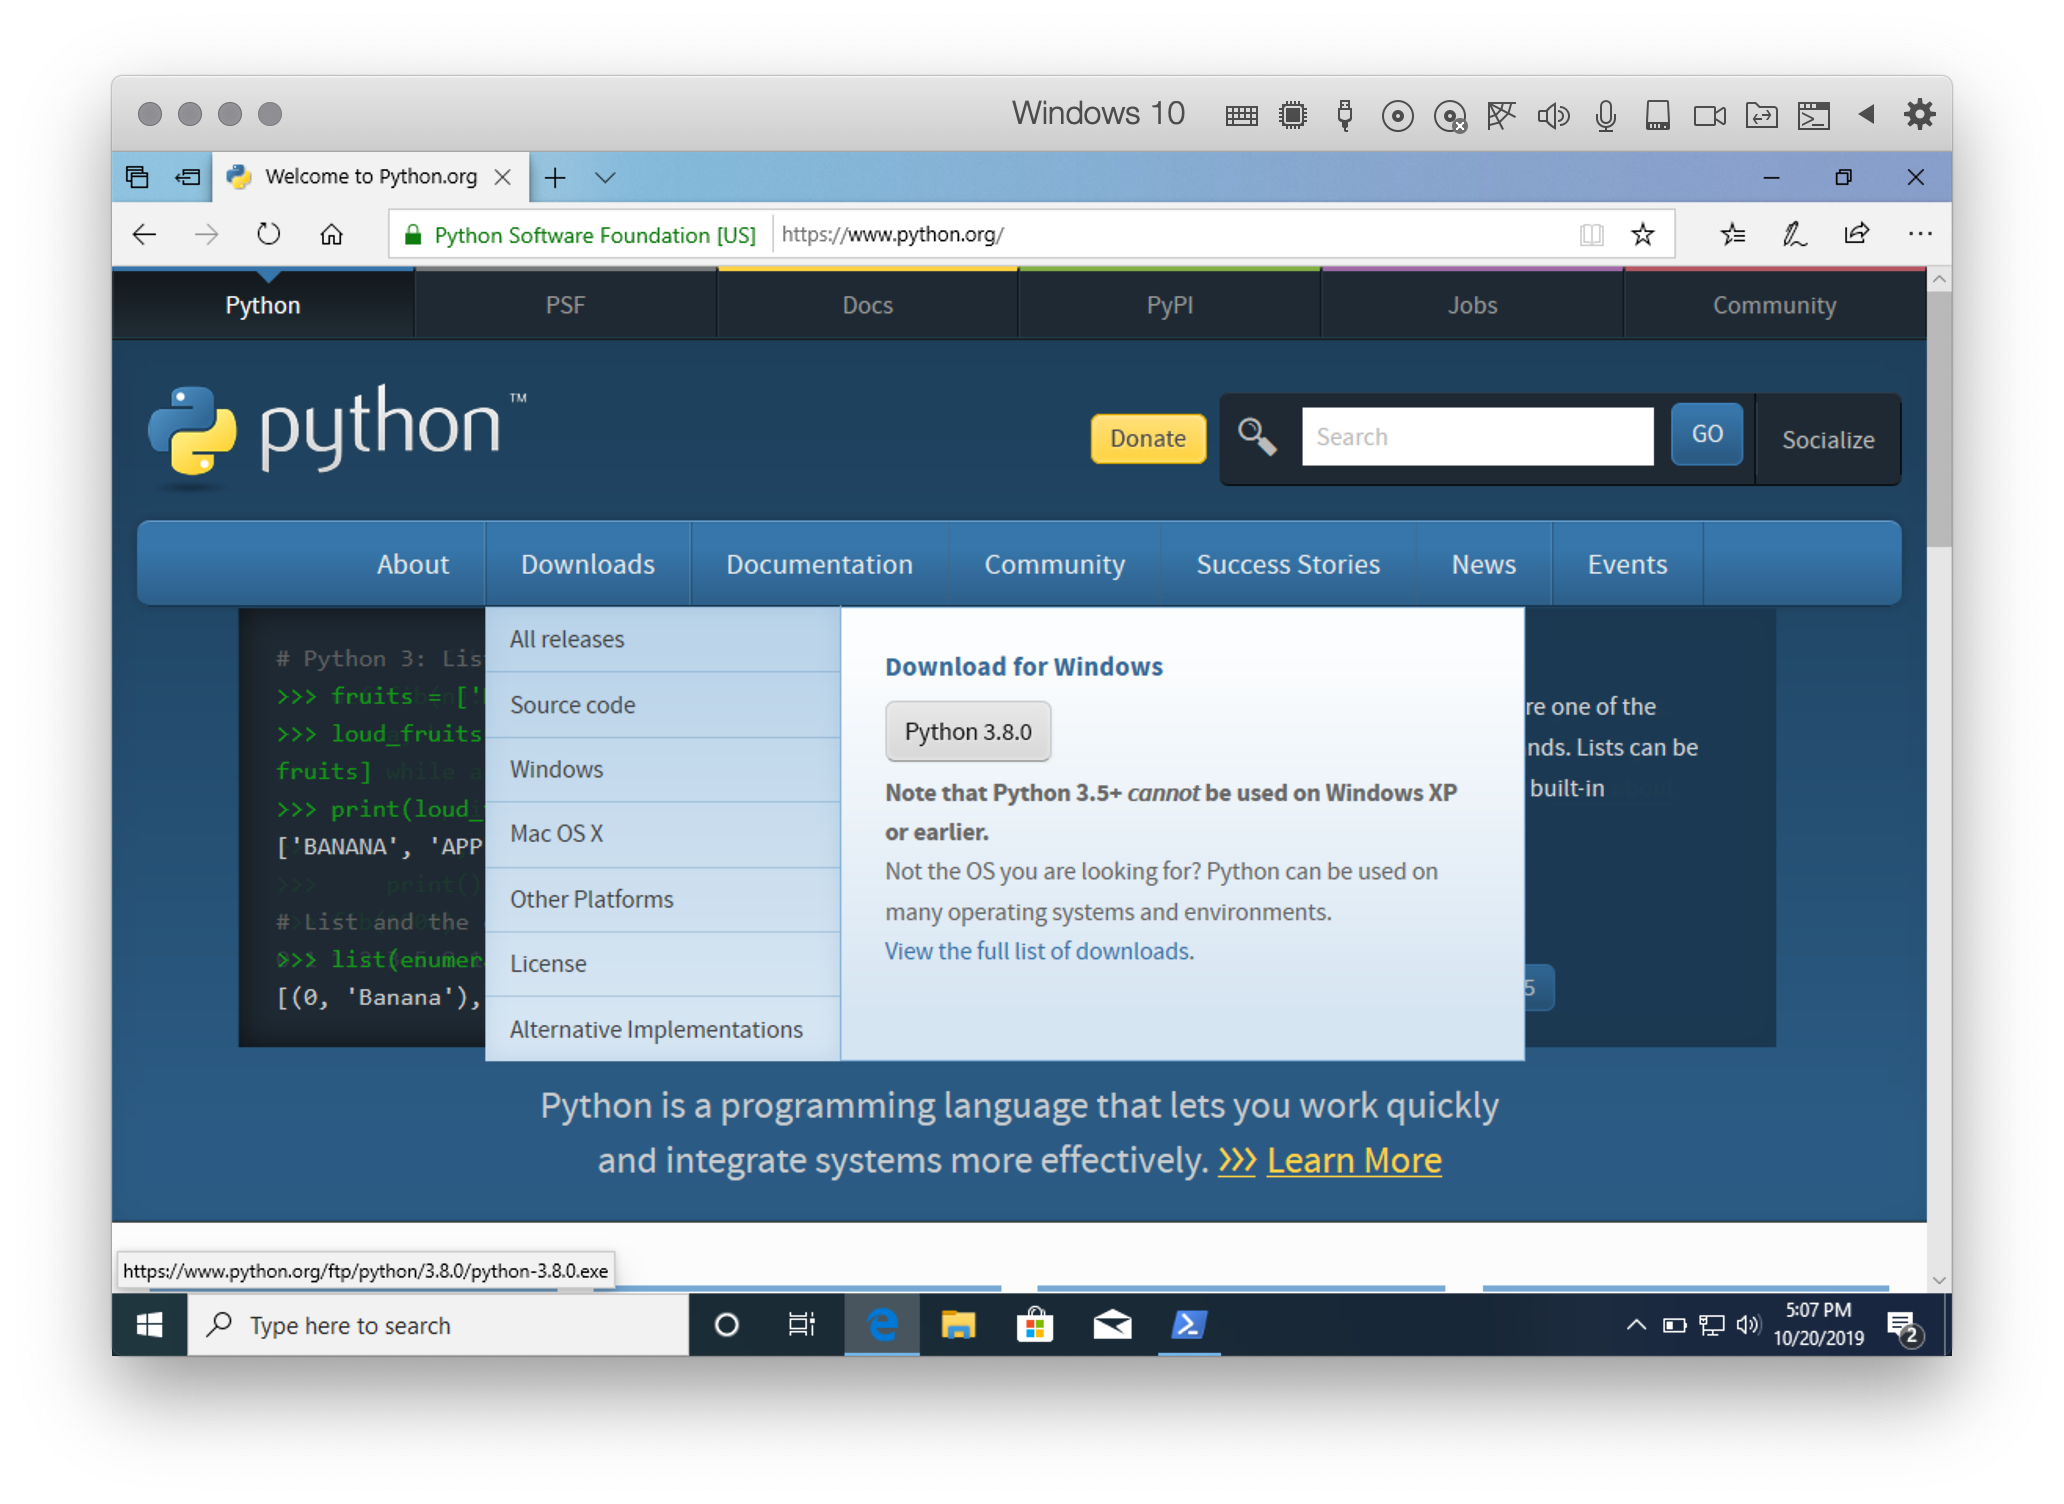 Windows 10
Welcome to Python.org
Python Software Foundation [US] https://www.python.org/
Python PSF Docs PyPI Jobs Community
python™
Donate Search GO Socialize
About Downloads Documentation Community Success Stories News Events
All releases
Source code
Windows
Mac OS X
Other Platforms
License
Alternative Implementations
Download for Windows
Python 3.8.0
Note that Python 3.5+ cannot be used on Windows XP
or earlier.
Not the OS you are looking for? Python can be used on
many operating systems and environments.
View the full list of downloads.
# Python 3: Lis
>>> fruits = ['
>>> loud_fruits
fruits]
>>> print(loud_
['BANANA', 'APP
# List and the
>>> list(enumer
[(0, 'Banana'),
re one of the
nds. Lists can be
built-in
5
Python is a programming language that lets you work quickly
and integrate systems more effectively. >>> Learn More
https://www.python.org/ftp/python/3.8.0/python-3.8.0.exe
Type here to search
5:07 PM
10/20/2019
2